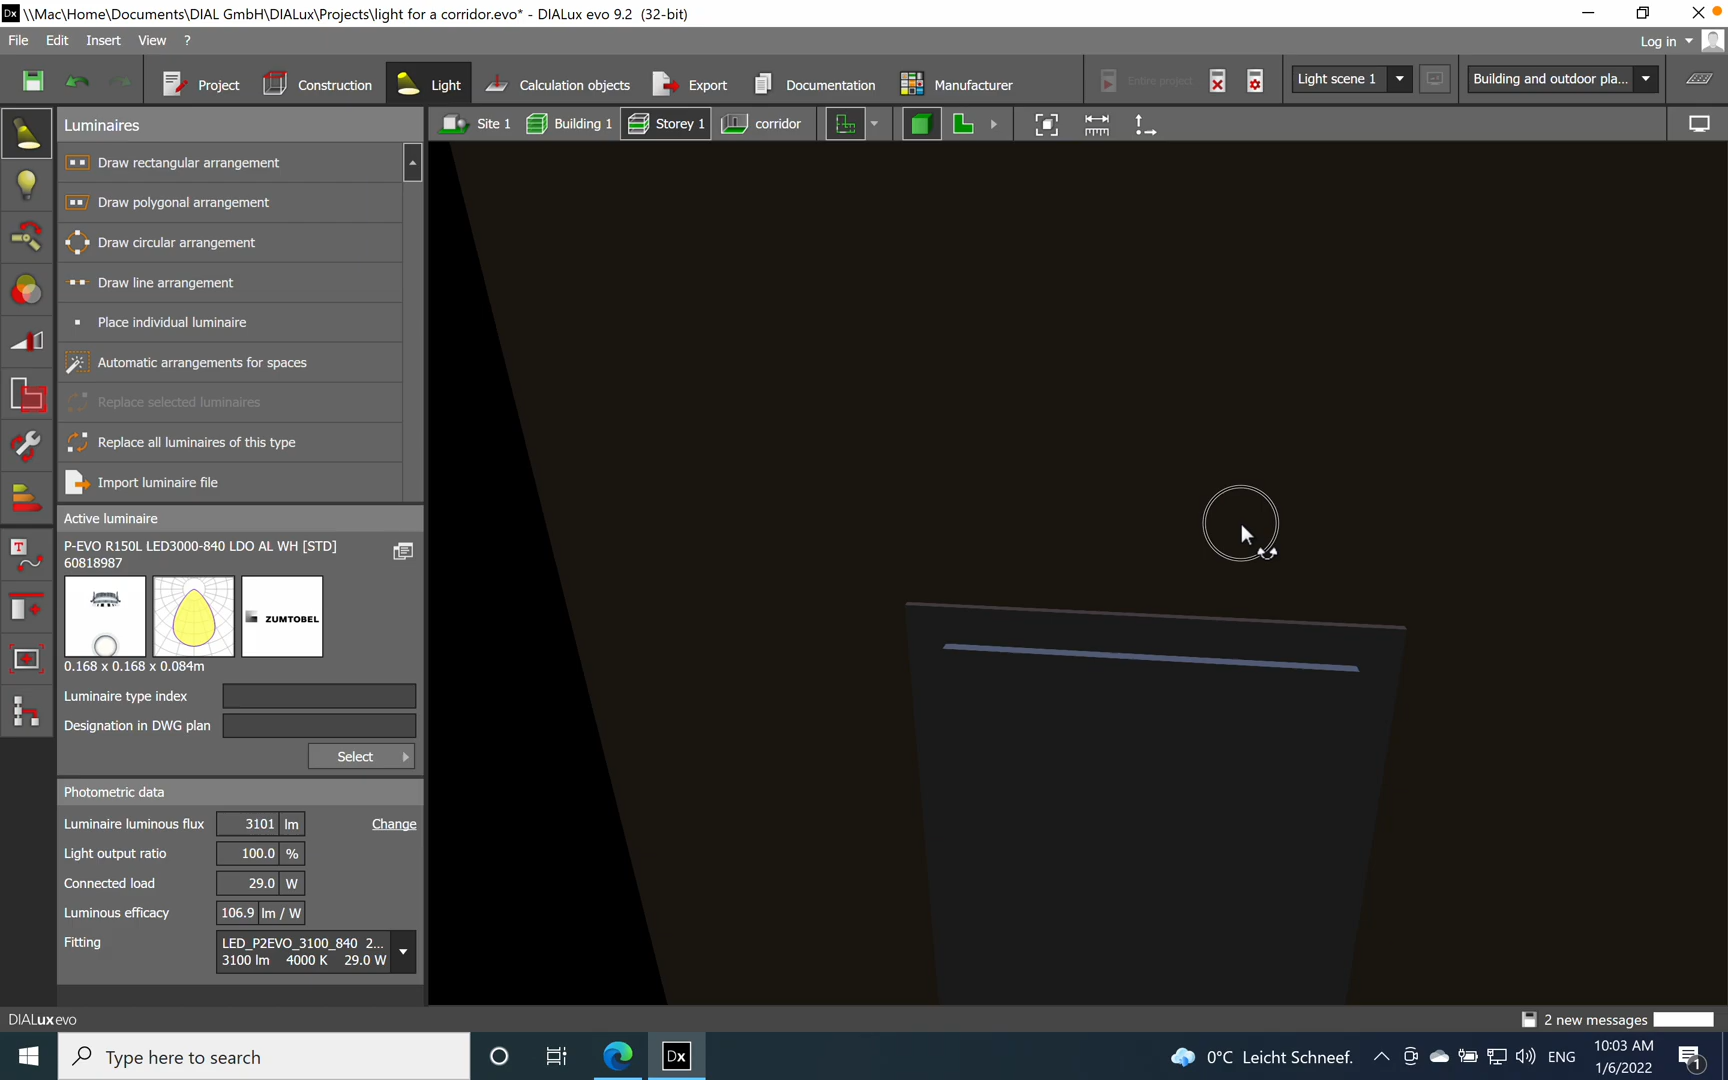 \\Mac\Home\Documents\DIAL GmbH\DIALux\Projects\light for a corridor.evo* - DIALux evo 9.2 (32-bit)
File Edit Insert View ?
Log in
Project Construction Light Calculation objects Export Documentation Manufacturer Entire project Light scene 1 Building and outdoor pla...
Luminaires
Site 1 Building 1 Storey 1 corridor
Draw rectangular arrangement
Draw polygonal arrangement
Draw circular arrangement
Draw line arrangement
Place individual luminaire
Automatic arrangements for spaces
Replace selected luminaires
Replace all luminaires of this type
Import luminaire file
Active luminaire
P-EVO R150L LED3000-840 LDO AL WH [STD]
60818987
ZUMTOBEL
0.168 x 0.168 x 0.084m
Luminaire type index
Designation in DWG plan
Select
Photometric data
Luminaire luminous flux 3101 lm Change
Light output ratio 100.0 %
Connected load 29.0 W
Luminous efficacy 106.9 lm / W
Fitting LED_P2EVO_3100_840 2...
3100 lm 4000 K 29.0 W
DIALux evo
2 new messages
Type here to search
Dx
0°C Leicht Schneef.
ENG
10:03 AM
1/6/2022
1